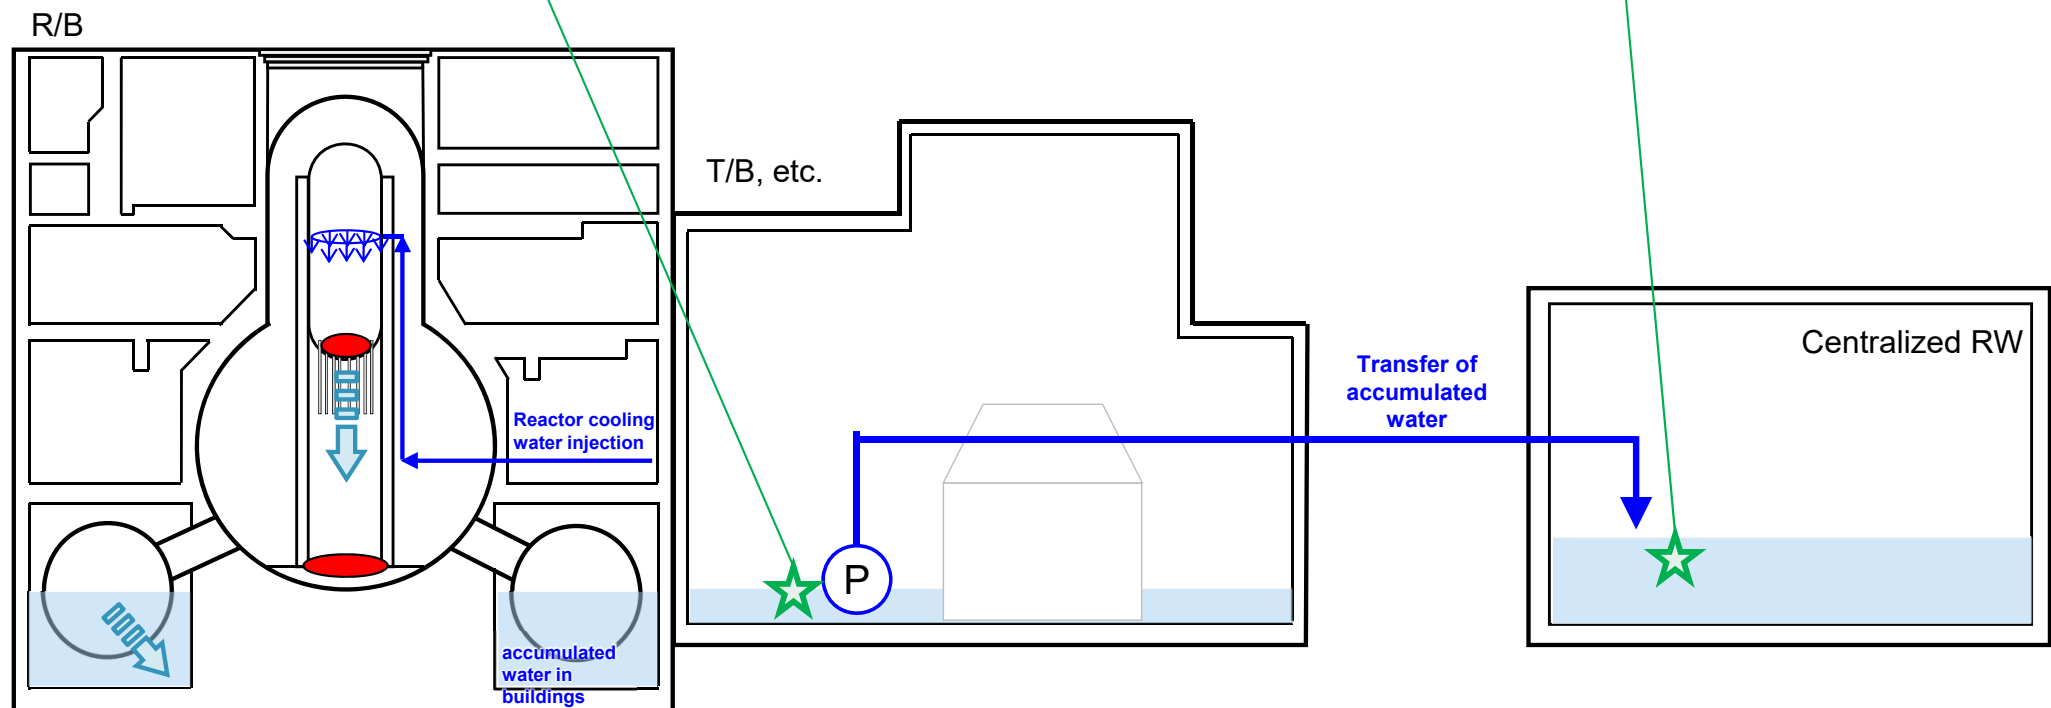 R/B
T/B, etc.
Centralized RW
Transfer of
accumulated
water
Reactor cooling
water injection
P
accumulated
water in
buildings